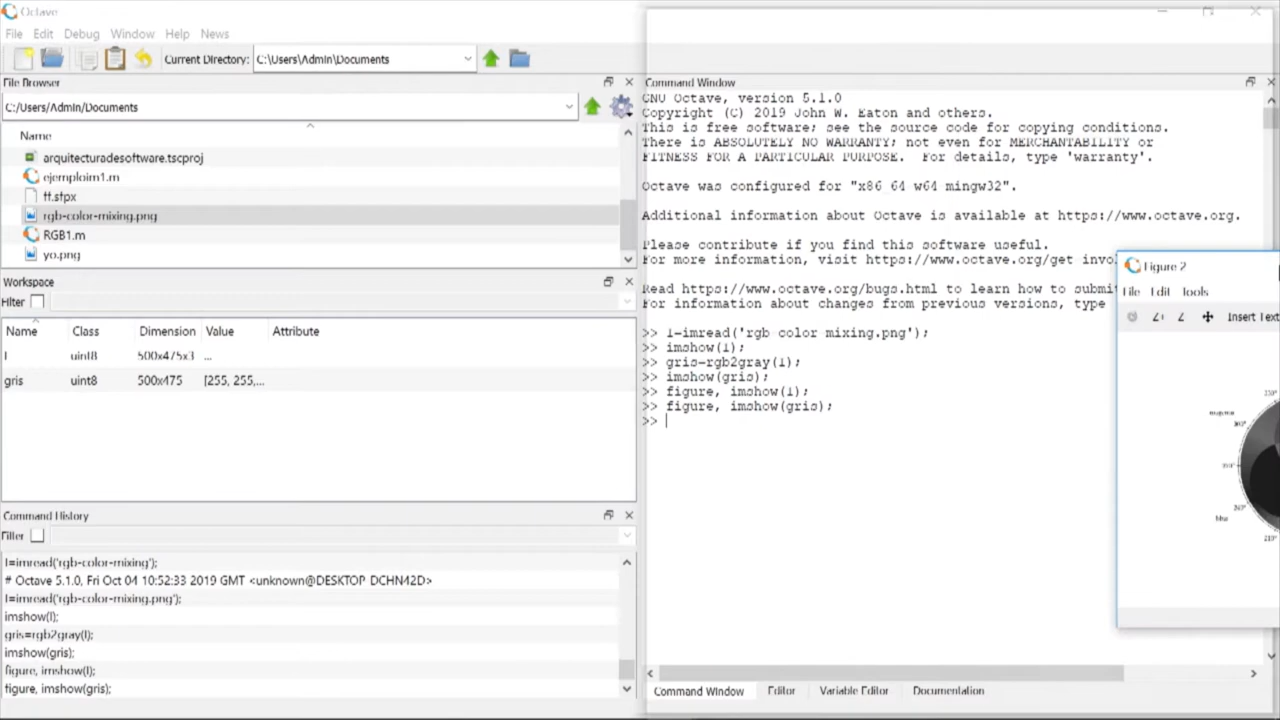 Octave
File Edit Debug Window Help News
Current Directory: C:\Users\Admin\Documents
File Browser
C:/Users/Admin/Documents
Name
arquitecturadesoftware.tscproj
ejemploim1.m
ff.sfpx
rgb-color-mixing.png
RGB1.m
yo.png
Workspace
Filter
Name Class Dimension Value Attribute
I uint8 500x475x3 ...
gris uint8 500x475 [255, 255,...
Command History
Filter
I=imread('rgb-color-mixing');
# Octave 5.1.0, Fri Oct 04 10:52:33 2019 GMT <unknown@DESKTOP-DCHN42D>
I=imread('rgb-color-mixing.png');
imshow(I);
gris=rgb2gray(I);
imshow(gris);
figure, imshow(I);
figure, imshow(gris);
Command Window
GNU Octave, version 5.1.0
Copyright (C) 2019 John W. Eaton and others.
This is free software; see the source code for copying conditions.
There is ABSOLUTELY NO WARRANTY; not even for MERCHANTABILITY or
FITNESS FOR A PARTICULAR PURPOSE. For details, type 'warranty'.
Octave was configured for "x86_64-w64-mingw32".
Additional information about Octave is available at https://www.octave.org.
Please contribute if you find this software useful.
For more information, visit https://www.octave.org/get-invo
Read https://www.octave.org/bugs.html to learn how to submi
For information about changes from previous versions, type
>> I=imread('rgb-color-mixing.png');
>> imshow(I);
>> gris=rgb2gray(I);
>> imshow(gris);
>> figure, imshow(I);
>> figure, imshow(gris);
>>
Figure 2
File Edit Tools
Insert Text
Blue
Command Window Editor Variable Editor Documentation